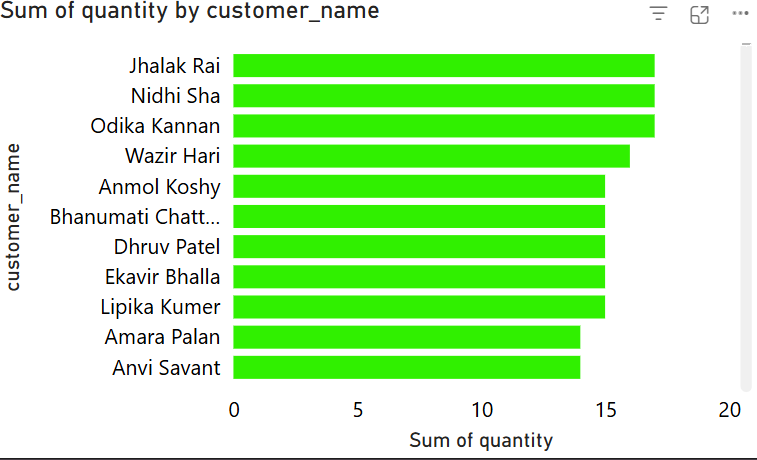 Sum of quantity by customer_name
customer_name
Jhalak Rai
Nidhi Sha
Odika Kannan
Wazir Hari
Anmol Koshy
Bhanumati Chatt...
Dhruv Patel
Ekavir Bhalla
Lipika Kumer
Amara Palan
Anvi Savant
0 5 10 15 20
Sum of quantity